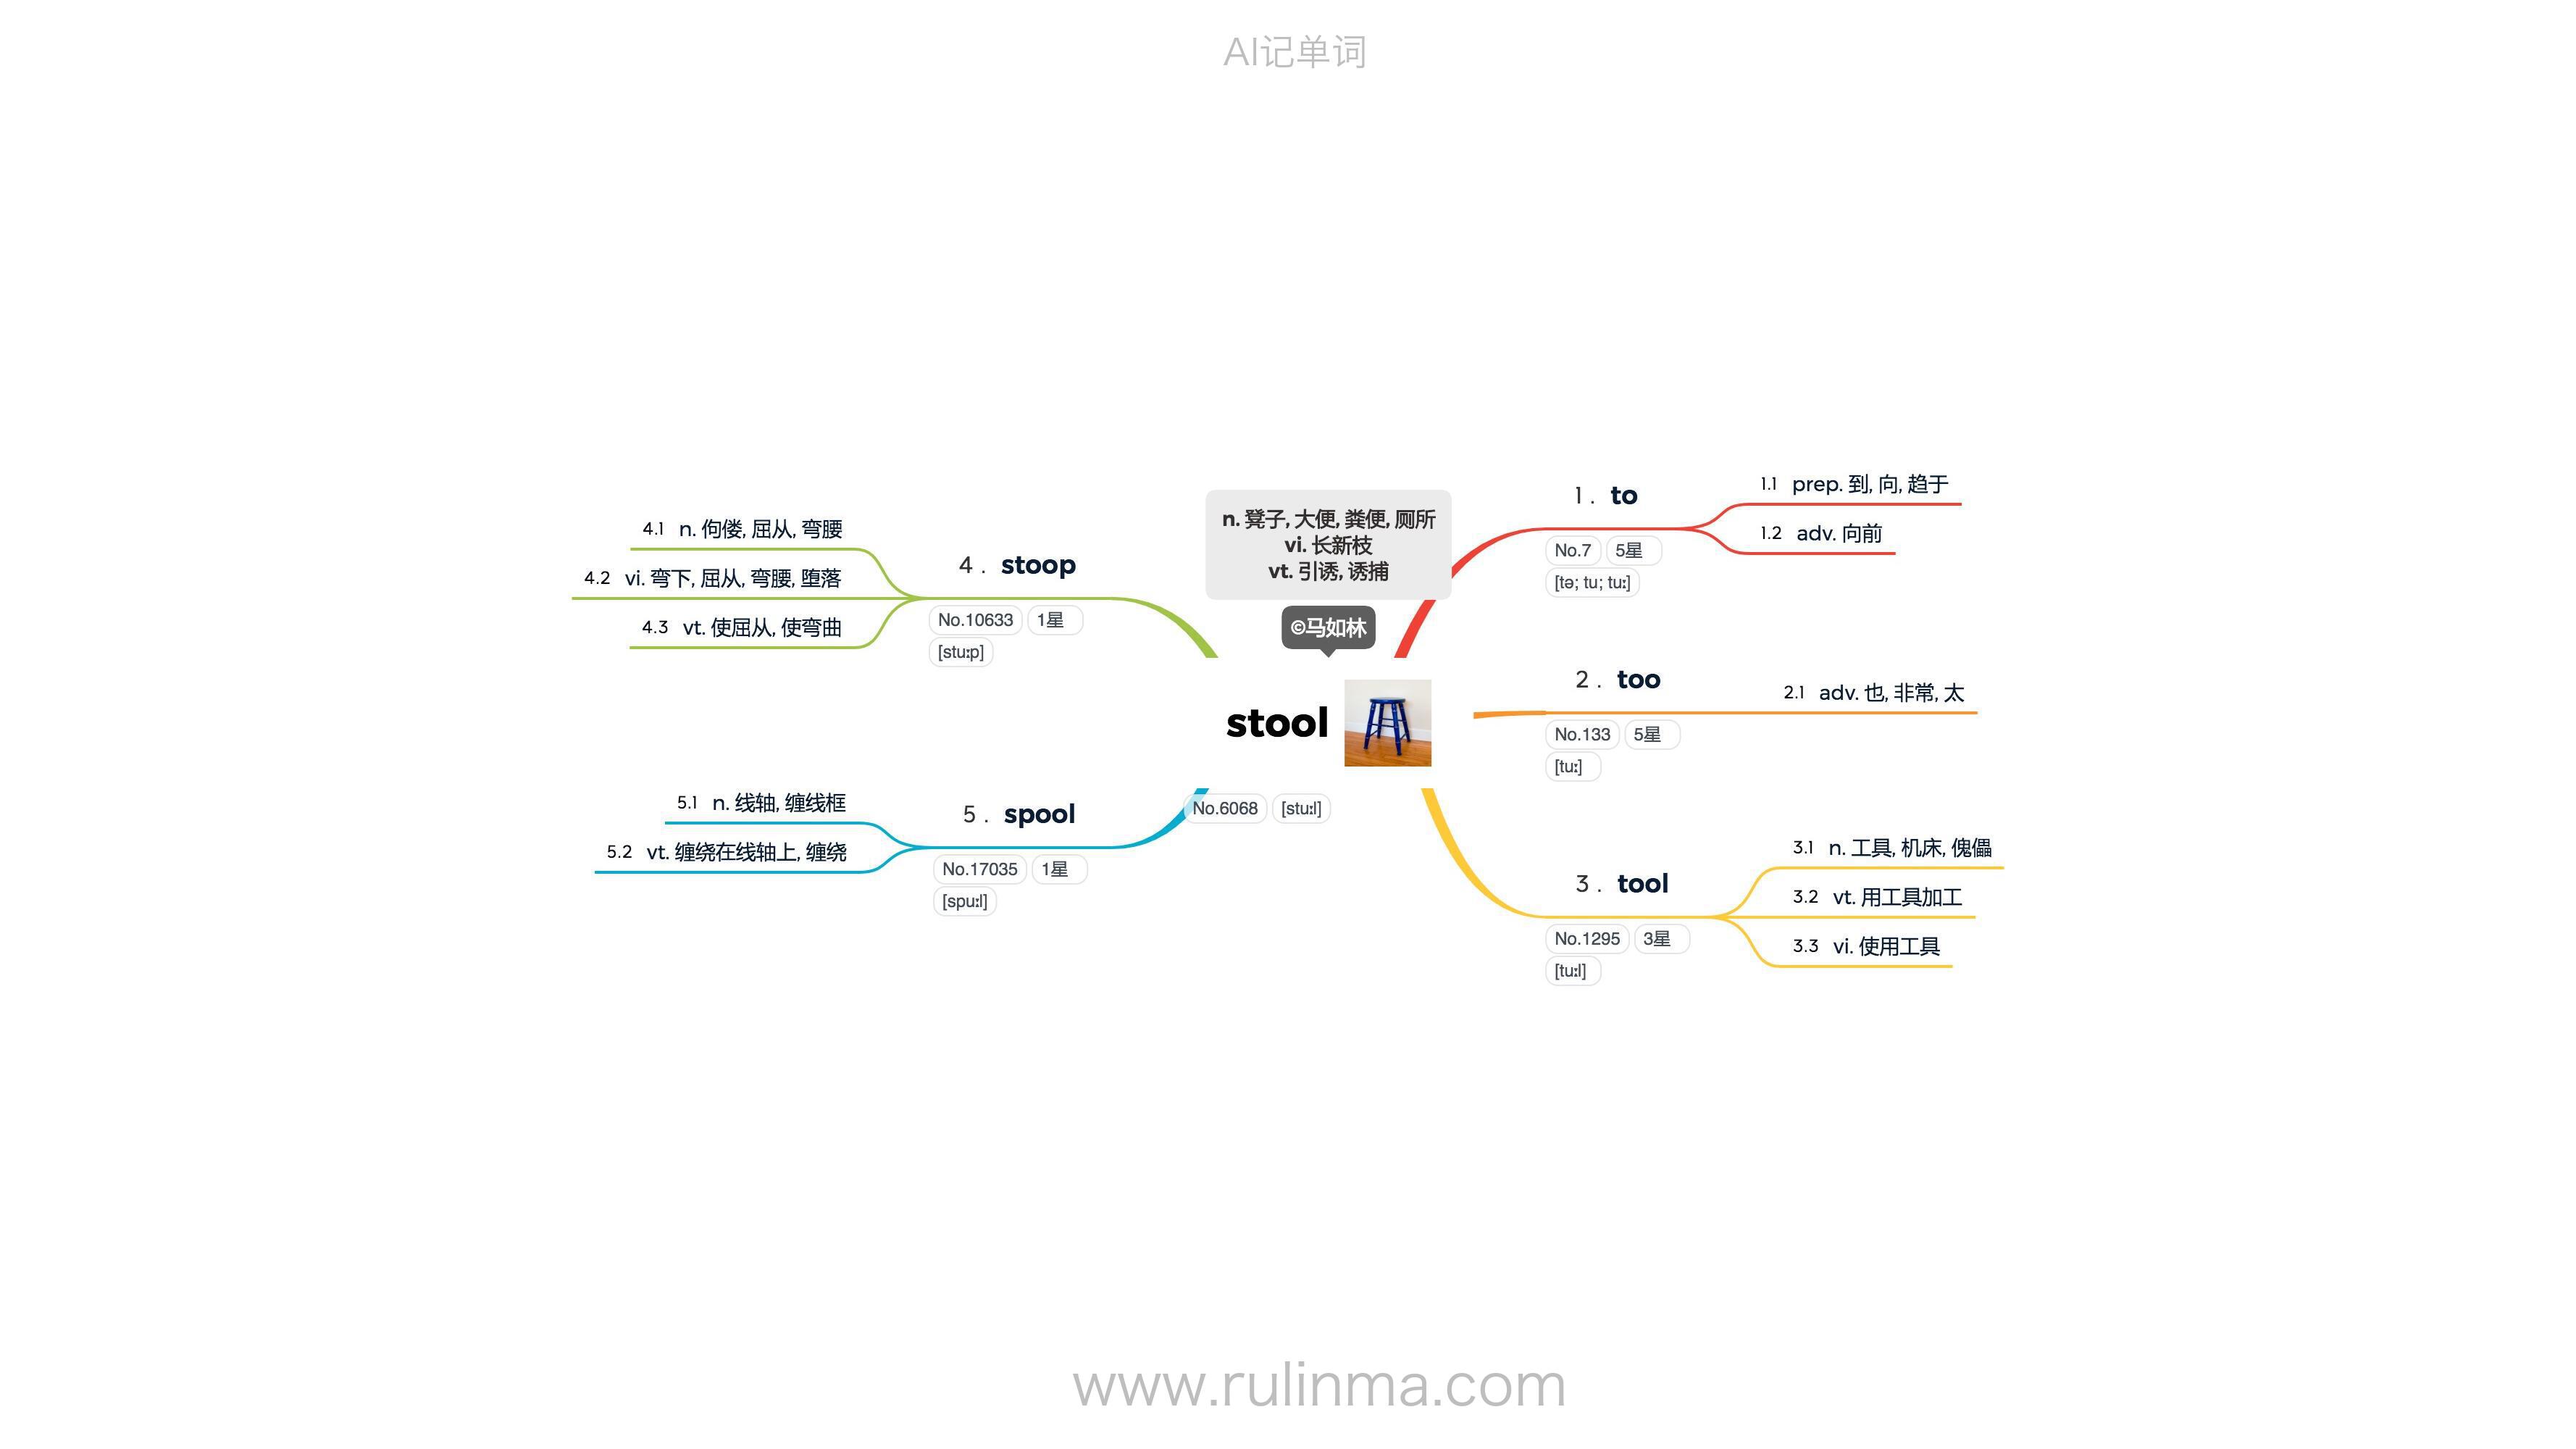 AI记单词
n. 凳子, 大便, 粪便, 厕所
vi. 长新枝
vt. 引诱, 诱捕
©马如林
stool
No.6068 [stuːl]
1 . to
No.7 5星
[tə; tu; tuː]
1.1 prep. 到, 向, 趋于
1.2 adv. 向前
2 . too
No.133 5星
[tuː]
2.1 adv. 也, 非常, 太
3 . tool
No.1295 3星
[tuːl]
3.1 n. 工具, 机床, 傀儡
3.2 vt. 用工具加工
3.3 vi. 使用工具
4 . stoop
No.10633 1星
[stuːp]
4.1 n. 佝偻, 屈从, 弯腰
4.2 vi. 弯下, 屈从, 弯腰, 堕落
4.3 vt. 使屈从, 使弯曲
5 . spool
No.17035 1星
[spuːl]
5.1 n. 线轴, 缠线框
5.2 vt. 缠绕在线轴上, 缠绕
www.rulinma.com